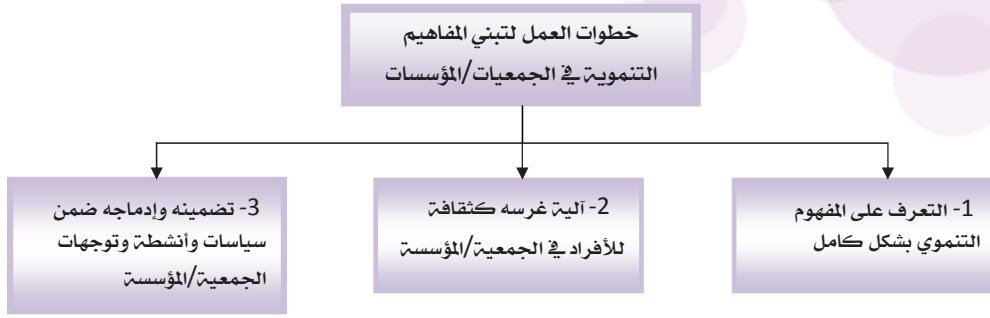 خطوات العمل لتبني المفاهيم
التنموية في الجمعيات/المؤسسات
1- التعرف على المفهوم
التنموي بشكل كامل
2- آلية غرسه كثقافة
للأفراد في الجمعية/المؤسسة
3- تضمينه وإدماجه ضمن
سياسات وأنشطة وتوجهات
الجمعية/المؤسسة